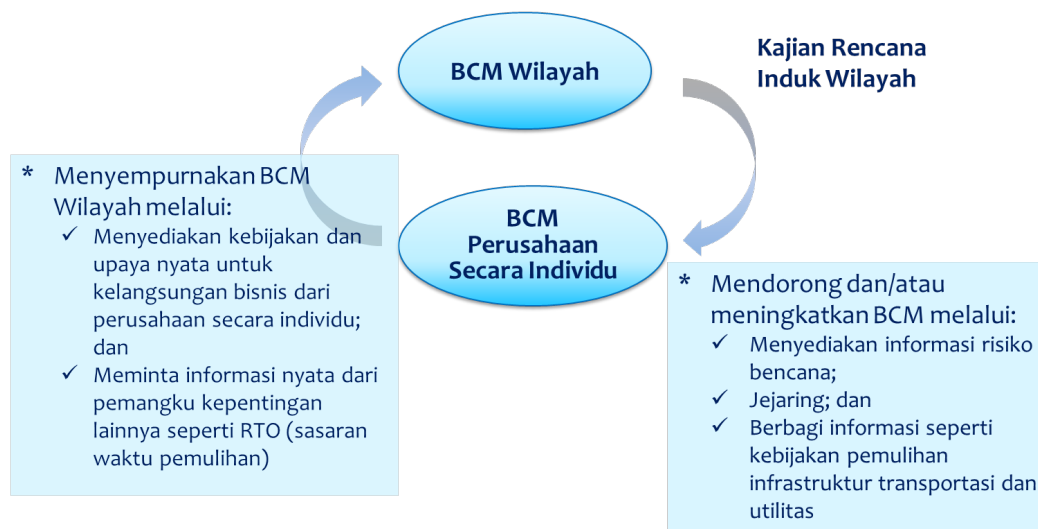 BCM Wilayah
Kajian Rencana
Induk Wilayah
* Menyempurnakan BCM
Wilayah melalui:
✓ Menyediakan kebijakan dan
upaya nyata untuk
kelangsungan bisnis dari
perusahaan secara individu;
dan
✓ Meminta informasi nyata dari
pemangku kepentingan
lainnya seperti RTO (sasaran
waktu pemulihan)
BCM
Perusahaan
Secara Individu
* Mendorong dan/atau
meningkatkan BCM melalui:
✓ Menyediakan informasi risiko
bencana;
✓ Jejaring; dan
✓ Berbagi informasi seperti
kebijakan pemulihan
infrastruktur transportasi dan
utilitas